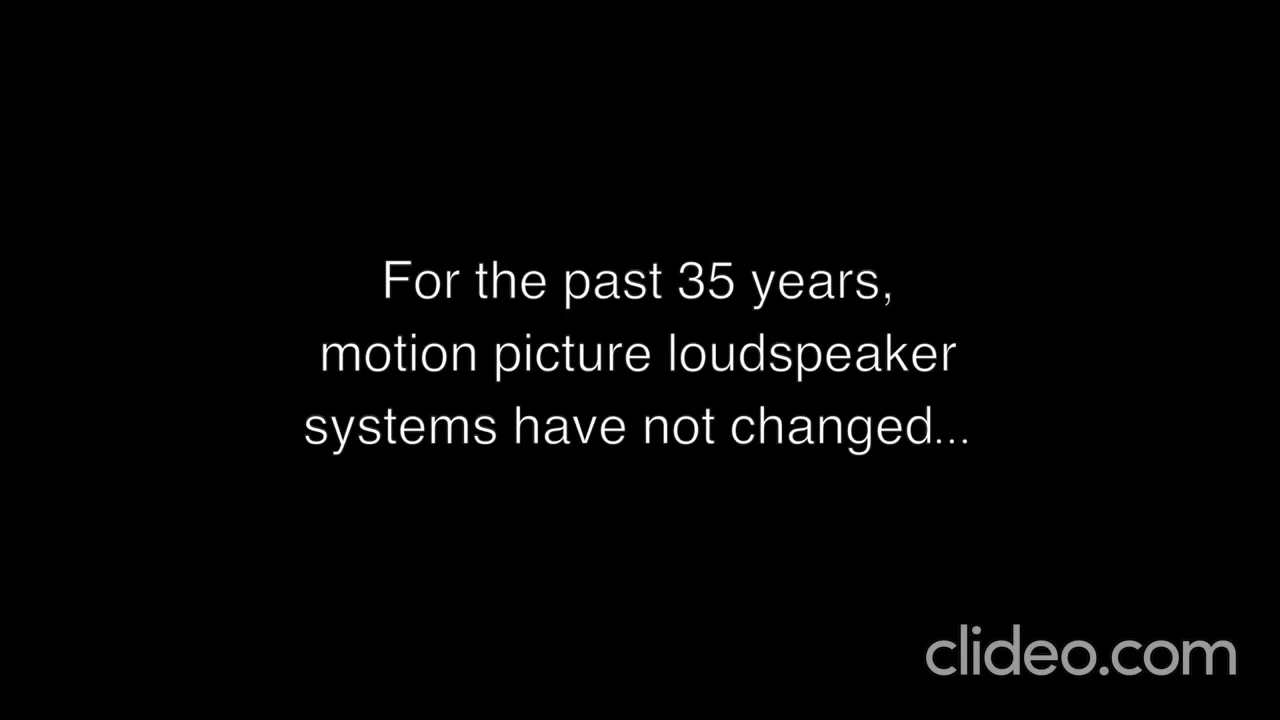 For the past 35 years,
motion picture loudspeaker
systems have not changed...
clideo.com